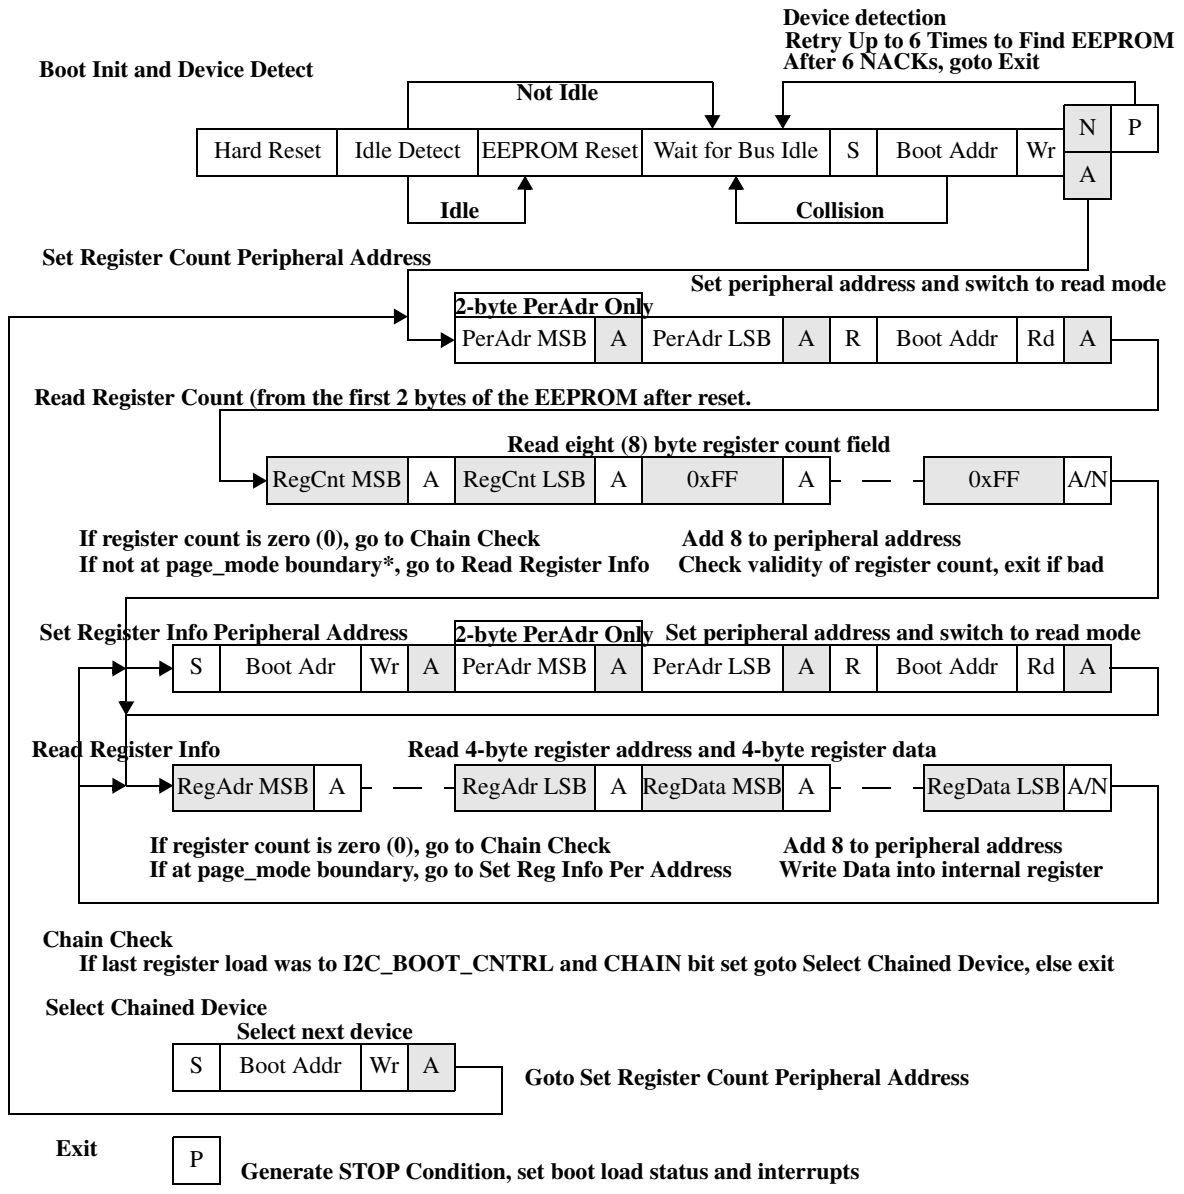 Device detection
Retry Up to 6 Times to Find EEPROM
After 6 NACKs, goto Exit
Boot Init and Device Detect
Not Idle
N P
Hard Reset Idle Detect EEPROM Reset Wait for Bus Idle S Boot Addr Wr
A
Idle Collision
Set Register Count Peripheral Address
Set peripheral address and switch to read mode
2-byte PerAdr Only
PerAdr MSB A PerAdr LSB A R Boot Addr Rd A
Read Register Count (from the first 2 bytes of the EEPROM after reset.
Read eight (8) byte register count field
RegCnt MSB A RegCnt LSB A 0xFF A 0xFF A/N
If register count is zero (0), go to Chain Check Add 8 to peripheral address
If not at page_mode boundary*, go to Read Register Info Check validity of register count, exit if bad
Set Register Info Peripheral Address 2-byte PerAdr Only Set peripheral address and switch to read mode
S Boot Adr Wr A PerAdr MSB A PerAdr LSB A R Boot Addr Rd A
Read Register Info Read 4-byte register address and 4-byte register data
RegAdr MSB A RegAdr LSB A RegData MSB A RegData LSB A/N
If register count is zero (0), go to Chain Check Add 8 to peripheral address
If at page_mode boundary, go to Set Reg Info Per Address Write Data into internal register
Chain Check
If last register load was to I2C_BOOT_CNTRL and CHAIN bit set goto Select Chained Device, else exit
Select Chained Device
Select next device
S Boot Addr Wr A
Goto Set Register Count Peripheral Address
Exit P
Generate STOP Condition, set boot load status and interrupts